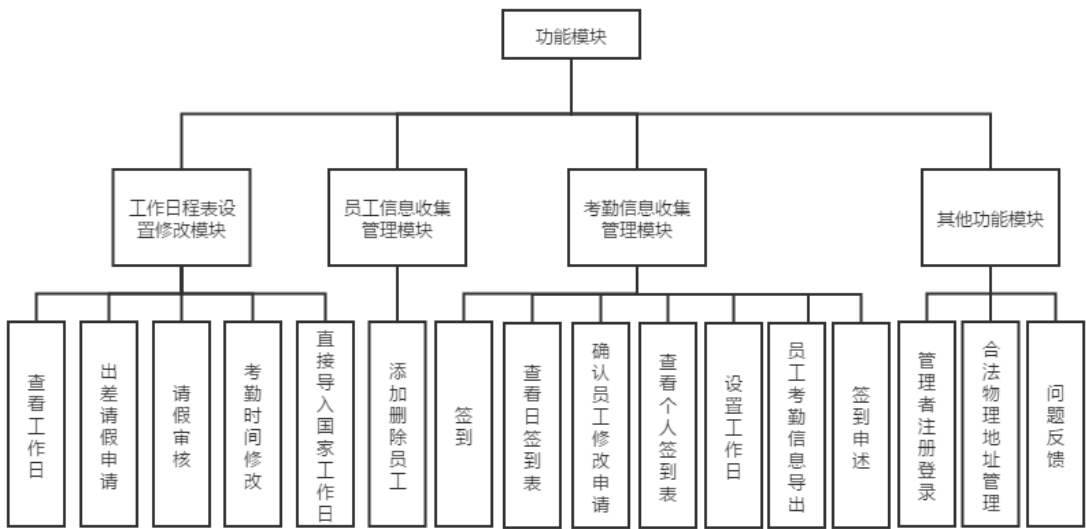 功能模块
工作日程表设
置修改模块
员工信息收集
管理模块
考勤信息收集
管理模块
其他功能模块
查看工作日
出差请假申请
请假审核
考勤时间修改
直接导入国家工作日
添加删除员工
签到
查看日签到表
确认员工修改申请
查看个人签到表
设置工作日
员工考勤信息导出
签到申述
管理者注册登录
合法物理地址管理
问题反馈